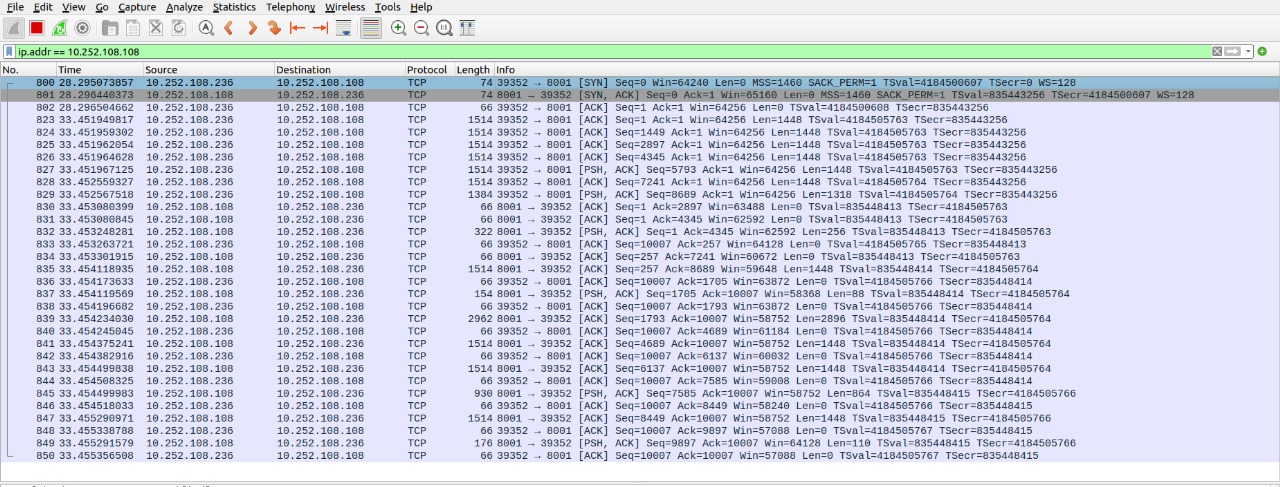 File Edit View Go Capture Analyze Statistics Telephony Wireless Tools Help
ip.addr == 10.252.108.108
No. Time Source Destination Protocol Length Info
800 28.295073857 10.252.108.236 10.252.108.108 TCP 74 39352 → 8001 [SYN] Seq=0 Win=64240 Len=0 MSS=1460 SACK_PERM=1 TSval=4184500607 TSecr=0 WS=128
801 28.296440373 10.252.108.108 10.252.108.236 TCP 74 8001 → 39352 [SYN, ACK] Seq=0 Ack=1 Win=65160 Len=0 MSS=1460 SACK_PERM=1 TSval=835443256 TSecr=4184500607 WS=128
802 28.296504662 10.252.108.236 10.252.108.108 TCP 66 39352 → 8001 [ACK] Seq=1 Ack=1 Win=64256 Len=0 TSval=4184500608 TSecr=835443256
823 33.451949817 10.252.108.236 10.252.108.108 TCP 1514 39352 → 8001 [ACK] Seq=1 Ack=1 Win=64256 Len=1448 TSval=4184505763 TSecr=835443256
824 33.451959302 10.252.108.236 10.252.108.108 TCP 1514 39352 → 8001 [ACK] Seq=1449 Ack=1 Win=64256 Len=1448 TSval=4184505763 TSecr=835443256
825 33.451962054 10.252.108.236 10.252.108.108 TCP 1514 39352 → 8001 [ACK] Seq=2897 Ack=1 Win=64256 Len=1448 TSval=4184505763 TSecr=835443256
826 33.451964628 10.252.108.236 10.252.108.108 TCP 1514 39352 → 8001 [ACK] Seq=4345 Ack=1 Win=64256 Len=1448 TSval=4184505763 TSecr=835443256
827 33.451967125 10.252.108.236 10.252.108.108 TCP 1514 39352 → 8001 [PSH, ACK] Seq=5793 Ack=1 Win=64256 Len=1448 TSval=4184505763 TSecr=835443256
828 33.452559327 10.252.108.236 10.252.108.108 TCP 1514 39352 → 8001 [ACK] Seq=7241 Ack=1 Win=64256 Len=1448 TSval=4184505764 TSecr=835443256
829 33.452567518 10.252.108.236 10.252.108.108 TCP 1384 39352 → 8001 [PSH, ACK] Seq=8689 Ack=1 Win=64256 Len=1318 TSval=4184505764 TSecr=835443256
830 33.453080399 10.252.108.108 10.252.108.236 TCP 66 8001 → 39352 [ACK] Seq=1 Ack=2897 Win=63488 Len=0 TSval=835448413 TSecr=4184505763
831 33.453080845 10.252.108.108 10.252.108.236 TCP 66 8001 → 39352 [ACK] Seq=1 Ack=4345 Win=62592 Len=0 TSval=835448413 TSecr=4184505763
832 33.453248281 10.252.108.108 10.252.108.236 TCP 322 8001 → 39352 [PSH, ACK] Seq=1 Ack=4345 Win=62592 Len=256 TSval=835448413 TSecr=4184505763
833 33.453263721 10.252.108.236 10.252.108.108 TCP 66 39352 → 8001 [ACK] Seq=10007 Ack=257 Win=64128 Len=0 TSval=4184505765 TSecr=835448413
834 33.453301915 10.252.108.108 10.252.108.236 TCP 66 8001 → 39352 [ACK] Seq=257 Ack=7241 Win=60672 Len=0 TSval=835448413 TSecr=4184505763
835 33.454118935 10.252.108.108 10.252.108.236 TCP 1514 8001 → 39352 [ACK] Seq=257 Ack=8689 Win=59648 Len=1448 TSval=835448414 TSecr=4184505764
836 33.454173633 10.252.108.236 10.252.108.108 TCP 66 39352 → 8001 [ACK] Seq=10007 Ack=1705 Win=63872 Len=0 TSval=4184505766 TSecr=835448414
837 33.454119569 10.252.108.108 10.252.108.236 TCP 154 8001 → 39352 [PSH, ACK] Seq=1705 Ack=10007 Win=58368 Len=88 TSval=835448414 TSecr=4184505764
838 33.454196682 10.252.108.236 10.252.108.108 TCP 66 39352 → 8001 [ACK] Seq=10007 Ack=1793 Win=63872 Len=0 TSval=4184505766 TSecr=835448414
839 33.454234030 10.252.108.108 10.252.108.236 TCP 2962 8001 → 39352 [ACK] Seq=1793 Ack=10007 Win=58752 Len=2896 TSval=835448414 TSecr=4184505764
840 33.454245045 10.252.108.236 10.252.108.108 TCP 66 39352 → 8001 [ACK] Seq=10007 Ack=4689 Win=61184 Len=0 TSval=4184505766 TSecr=835448414
841 33.454375241 10.252.108.108 10.252.108.236 TCP 1514 8001 → 39352 [ACK] Seq=4689 Ack=10007 Win=58752 Len=1448 TSval=835448414 TSecr=4184505764
842 33.454382916 10.252.108.236 10.252.108.108 TCP 66 39352 → 8001 [ACK] Seq=10007 Ack=6137 Win=60032 Len=0 TSval=4184505766 TSecr=835448414
843 33.454499838 10.252.108.108 10.252.108.236 TCP 1514 8001 → 39352 [ACK] Seq=6137 Ack=10007 Win=58752 Len=1448 TSval=835448414 TSecr=4184505766
844 33.454508325 10.252.108.236 10.252.108.108 TCP 66 39352 → 8001 [ACK] Seq=10007 Ack=7585 Win=59008 Len=0 TSval=4184505766 TSecr=835448414
845 33.454499983 10.252.108.108 10.252.108.236 TCP 930 8001 → 39352 [PSH, ACK] Seq=7585 Ack=10007 Win=58752 Len=864 TSval=835448415 TSecr=4184505766
846 33.454518033 10.252.108.236 10.252.108.108 TCP 66 39352 → 8001 [ACK] Seq=10007 Ack=8449 Win=58240 Len=0 TSval=4184505766 TSecr=835448415
847 33.455290971 10.252.108.108 10.252.108.236 TCP 1514 8001 → 39352 [ACK] Seq=8449 Ack=10007 Win=58752 Len=1448 TSval=835448415 TSecr=4184505766
848 33.455338788 10.252.108.236 10.252.108.108 TCP 66 39352 → 8001 [ACK] Seq=10007 Ack=9897 Win=57088 Len=0 TSval=4184505767 TSecr=835448415
849 33.455291579 10.252.108.108 10.252.108.236 TCP 176 8001 → 39352 [PSH, ACK] Seq=9897 Ack=10007 Win=64128 Len=110 TSval=835448415 TSecr=4184505766
850 33.455356508 10.252.108.236 10.252.108.108 TCP 66 39352 → 8001 [ACK] Seq=10007 Ack=10007 Win=57088 Len=0 TSval=4184505767 TSecr=835448415